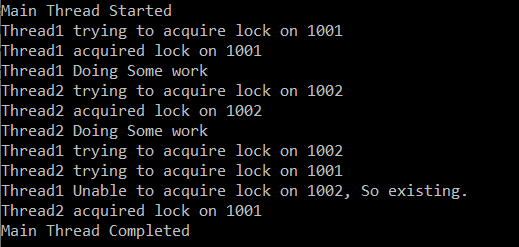 Main Thread Started
Thread1 trying to acquire lock on 1001
Thread1 acquired lock on 1001
Thread1 Doing Some work
Thread2 trying to acquire lock on 1002
Thread2 acquired lock on 1002
Thread2 Doing Some work
Thread1 trying to acquire lock on 1002
Thread2 trying to acquire lock on 1001
Thread1 Unable to acquire lock on 1002, So existing.
Thread2 acquired lock on 1001
Main Thread Completed